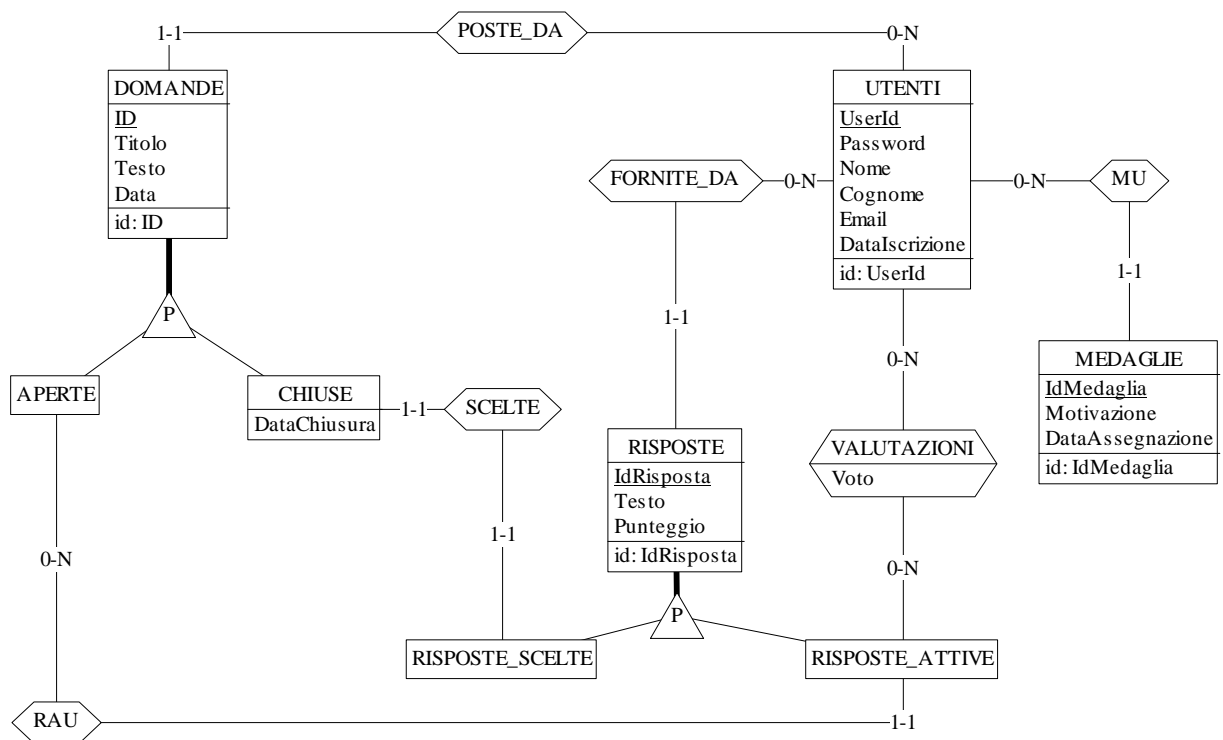 1-1
POSTE_DA
0-N
DOMANDE
ID
Titolo
Testo
Data
id: ID
UTENTI
UserId
Password
Nome
Cognome
Email
DataIscrizione
id: UserId
FORNITE_DA
0-N
0-N
MU
1-1
1-1
P
0-N
MEDAGLIE
IdMedaglia
Motivazione
DataAssegnazione
id: IdMedaglia
APERTE
CHIUSE
DataChiusura
1-1
SCELTE
RISPOSTE
IdRisposta
Testo
Punteggio
id: IdRisposta
VALUTAZIONI
Voto
1-1
0-N
0-N
P
RISPOSTE_SCELTE
RISPOSTE_ATTIVE
RAU
1-1